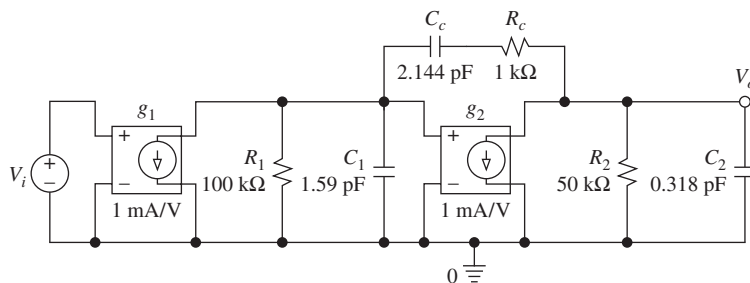 C_c R_c
2.144 pF 1 kΩ
g_1 g_2
V_i + − + − + −
R_1 C_1 R_2 C_2
100 kΩ 1.59 pF 50 kΩ 0.318 pF
1 mA/V 1 mA/V
0